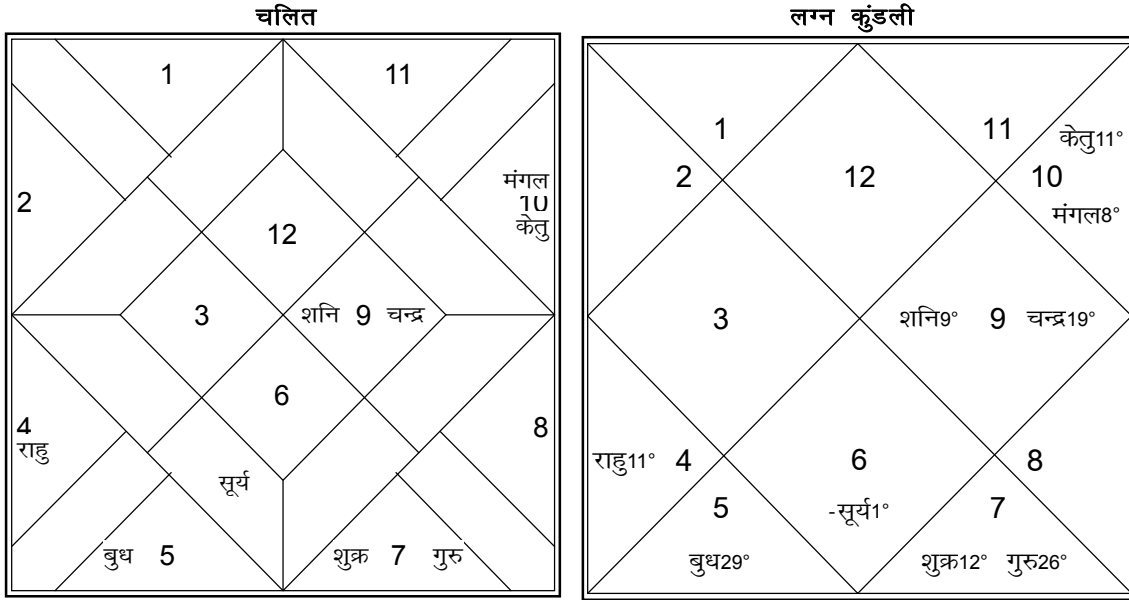 चलित
1
11
2
मंगल
10
केतु
12
3
शनि 9 चन्द्र
6
4
राहु
8
सूर्य
बुध 5
शुक्र 7 गुरु
लग्न कुंडली
1
11
केतु11°
2
12
10
मंगल8°
3
शनि9° 9 चन्द्र19°
राहु11° 4
6
8
5
-सूर्य1°
7
बुध29°
शुक्र12° गुरु26°